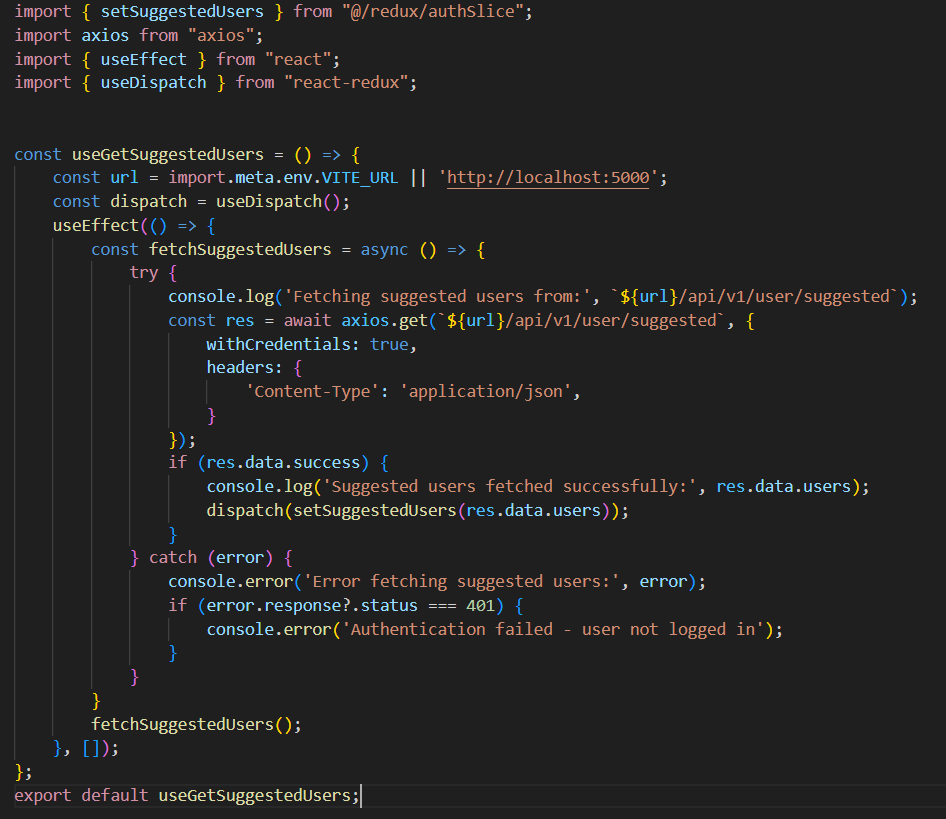 import { setSuggestedUsers } from "@/redux/authSlice";
import axios from "axios";
import { useEffect } from "react";
import { useDispatch } from "react-redux";
const useGetSuggestedUsers = () => {
    const url = import.meta.env.VITE_URL || 'http://localhost:5000';
    const dispatch = useDispatch();
    useEffect(() => {
        const fetchSuggestedUsers = async () => {
            try {
                console.log('Fetching suggested users from:', `${url}/api/v1/user/suggested`);
                const res = await axios.get(`${url}/api/v1/user/suggested`, {
                    withCredentials: true,
                    headers: {
                        'Content-Type': 'application/json',
                    }
                });
                if (res.data.success) {
                    console.log('Suggested users fetched successfully:', res.data.users);
                    dispatch(setSuggestedUsers(res.data.users));
                }
            } catch (error) {
                console.error('Error fetching suggested users:', error);
                if (error.response?.status === 401) {
                    console.error('Authentication failed - user not logged in');
                }
            }
        }
        fetchSuggestedUsers();
    }, []);
};
export default useGetSuggestedUsers;